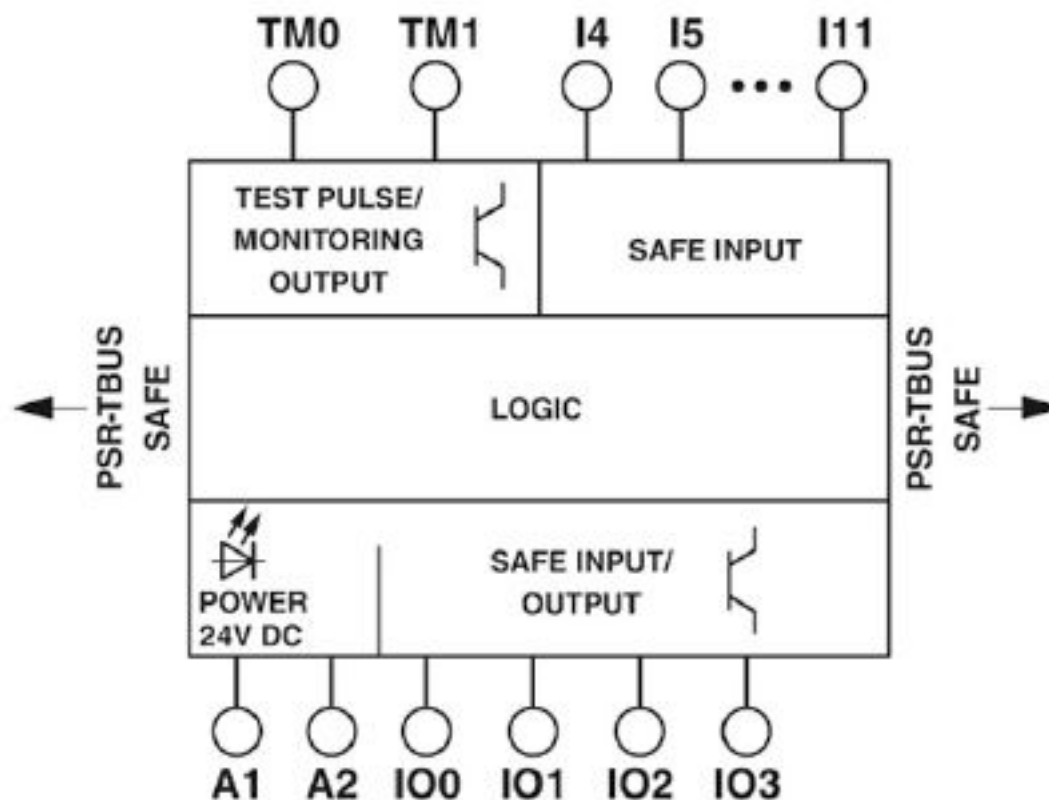 TM0 TM1 I4 I5 ••• I11
TEST PULSE/
MONITORING
OUTPUT
SAFE INPUT
PSR-TBUS
SAFE
LOGIC
PSR-TBUS
SAFE
POWER
24V DC
SAFE INPUT/
OUTPUT
A1 A2 IO0 IO1 IO2 IO3